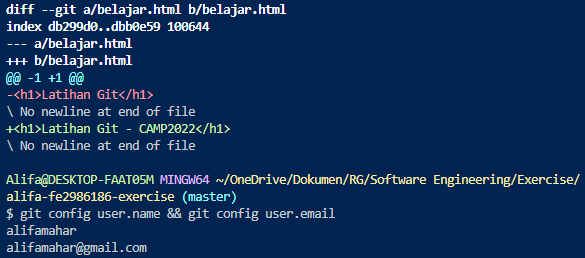 diff --git a/belajar.html b/belajar.html
index db299d0..dbb0e59 100644
--- a/belajar.html
+++ b/belajar.html
@@ -1 +1 @@
-<h1>Latihan Git</h1>
\ No newline at end of file
+<h1>Latihan Git - CAMP2022</h1>
\ No newline at end of file
Alifa@DESKTOP-FAAT05M MINGW64 ~/OneDrive/Dokumen/RG/Software Engineering/Exercise/
alifa-fe2986186-exercise (master)
$ git config user.name && git config user.email
alifamahar
alifamahar@gmail.com